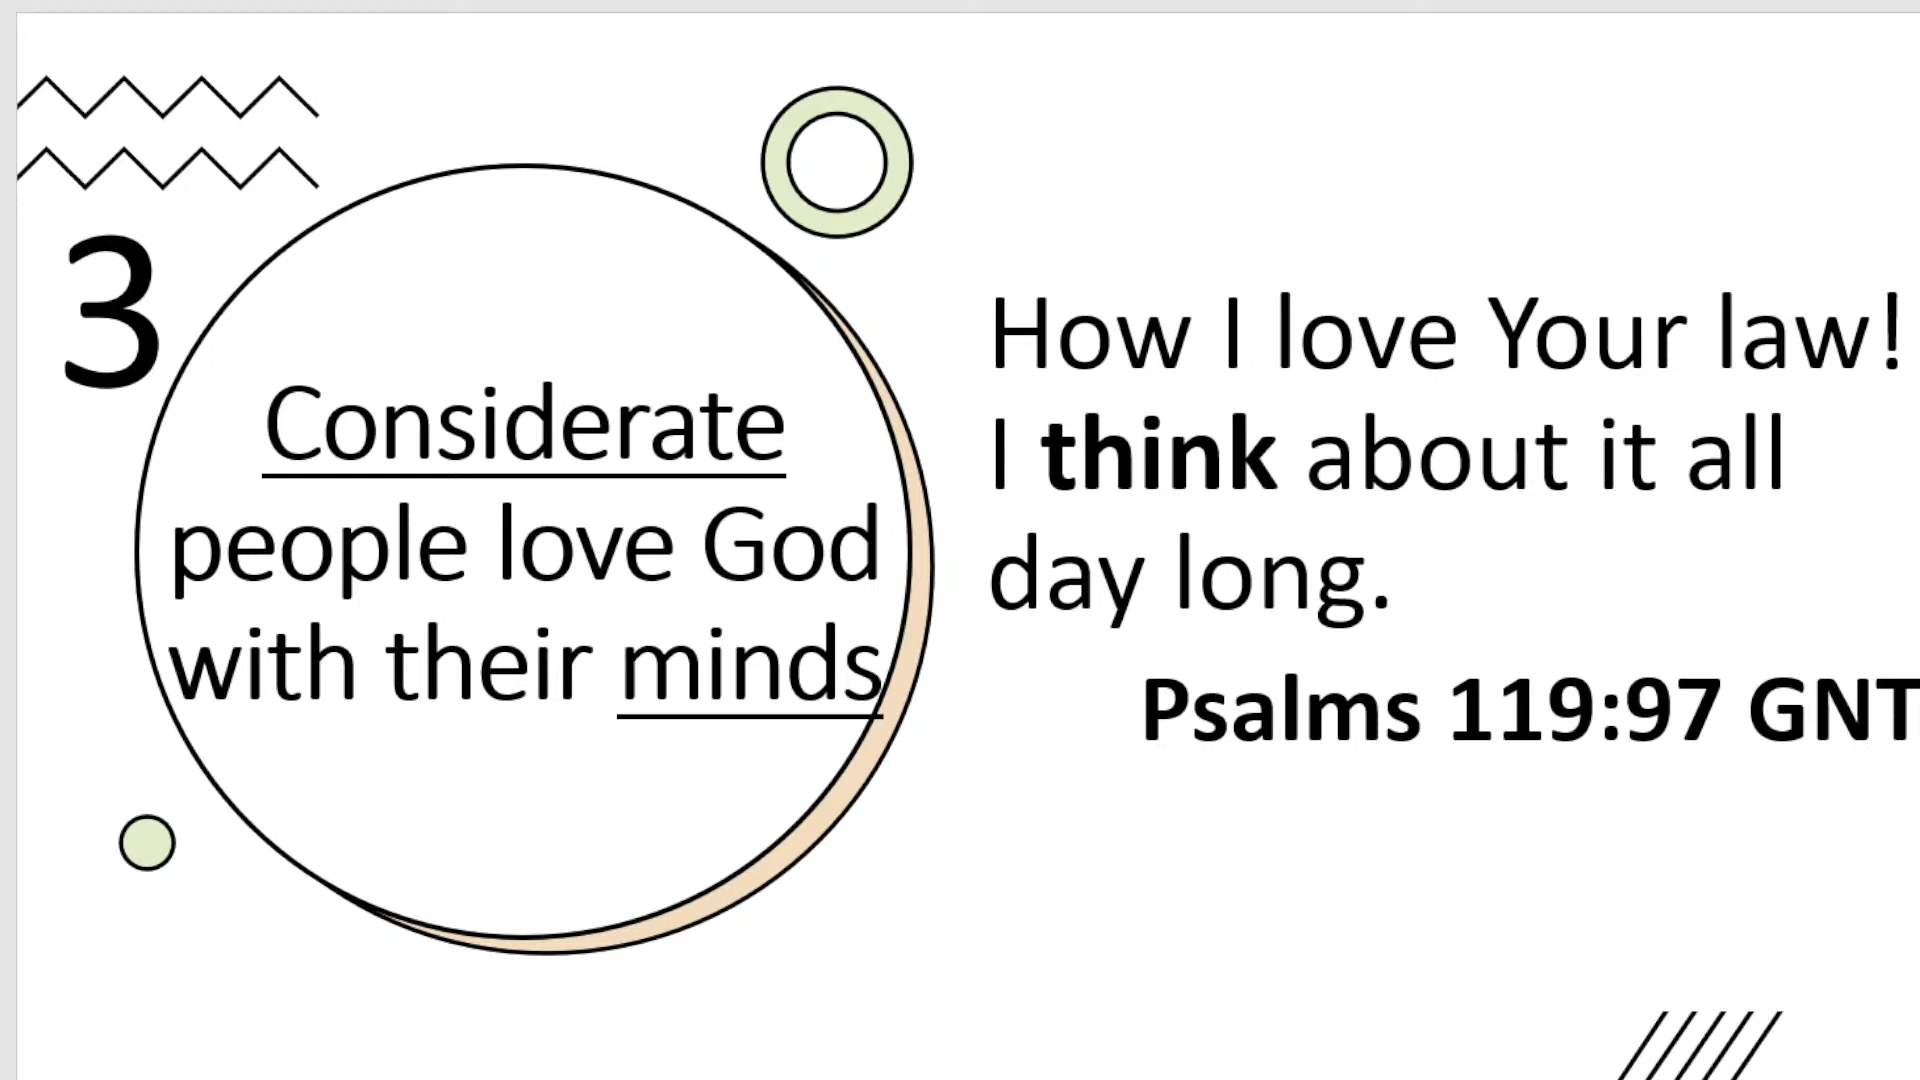 3
Considerate
people love God
with their minds
How I love Your law!
I think about it all
day long.
Psalms 119:97 GNT